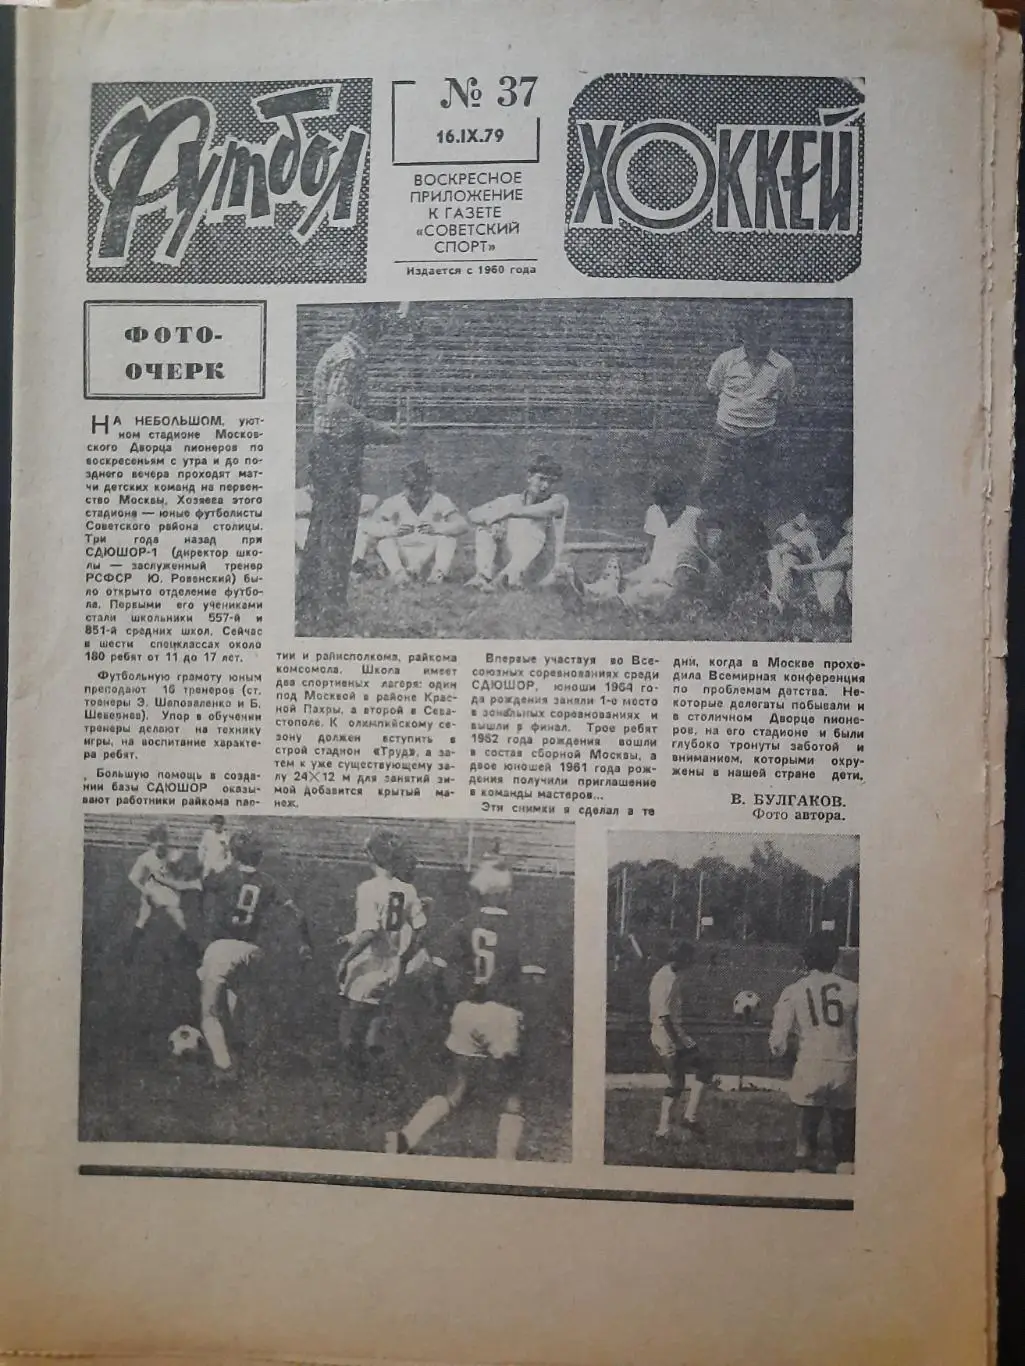 Футбол
№ 37
16.IX.79
ВОСКРЕСНОЕ
ПРИЛОЖЕНИЕ
К ГАЗЕТЕ
«СОВЕТСКИЙ
СПОРТ»
Издается с 1960 года
ХОККЕЙ
ФОТО-
ОЧЕРК
НА НЕБОЛЬШОМ, уют-
ном стадионе Москов-
ского Дворца пионеров по
воскресеньям с утра и до по-
зднего вечера проходят мат-
чи детских команд на первен-
ство Москвы. Хозяева этого
стадиона — юные футболисты
Советского района столицы.
Три года назад при
СДЮШОР-1 (директор шко-
лы — заслуженный тренер
РСФСР Ю. Ровенский) бы-
ло открыто отделение футбо-
ла. Первыми его учениками
стали школьники 557-й и
851-й средних школ. Сейчас
в шести спецклассах около
180 ребят от 11 до 17 лет.
Футбольную грамоту юным
преподают 16 тренеров (ст.
тренеры Э. Шаповаленко и Б.
Шевернев). Упор в обучении
тренеры делают на технику
игры, на воспитание характе-
ра ребят.
Большую помощь в созда-
нии базы СДЮШОР оказы-
вают работники райкома пар-
тии и райисполкома, райкома
комсомола. Школа имеет
два спортивных лагеря: один
под Москвой в районе Крас-
ной Пахры, а второй в Сева-
стополе. К олимпийскому се-
зону должен вступить в
строй стадион «Труд», а за-
тем к уже существующему за-
лу 24×12 м для занятий зи-
мой добавится крытый ма-
неж.
Впервые участвуя во Все-
союзных соревнованиях среди
СДЮШОР, юноши 1964 го-
да рождения заняли 1-е место
в зональных соревнованиях и
вышли в финал. Трое ребят
1962 года рождения вошли
в состав сборной Москвы, а
двое юношей 1961 года рож-
дения получили приглашение
в команды мастеров...
Эти снимки я сделал в те
дни, когда в Москве прохо-
дила Всемирная конференция
по проблемам детства. Не-
которые делегаты побывали и
в столичном Дворце пионе-
ров, на его стадионе и были
глубоко тронуты заботой и
вниманием, которыми окру-
жены в нашей стране дети.
В. БУЛГАКОВ.
Фото автора.
9
8
6
16